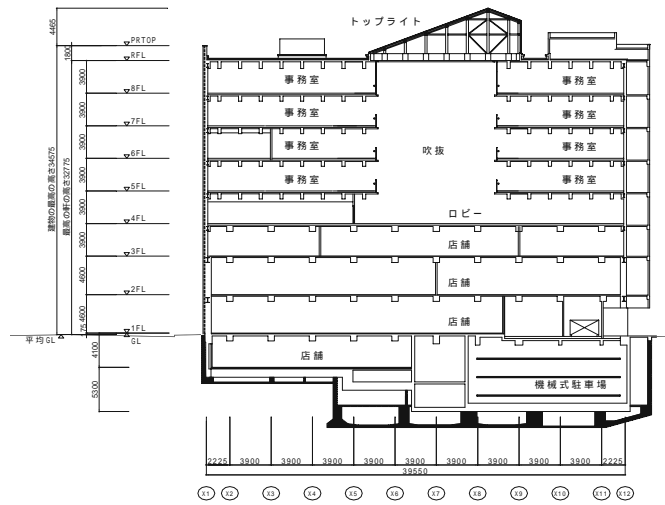 トップライト
4465
PRTOP
1800
RFL
3900
事務室
事務室
8FL
3900
事務室
事務室
7FL
3900
事務室
吹抜
事務室
6FL
3900
事務室
事務室
5FL
3900
ロビー
4FL
3900
店舗
3FL
4600
店舗
2FL
4600
店舗
1FL
175
平均GL
GL
4100
店舗
5300
機械式駐車場
建物の最高の高さ34575
最高の軒の高さ32775
2225 3900 3900 3900 3900 3900 3900 3900 3900 3900 2225
39550
X1 X2 X3 X4 X5 X6 X7 X8 X9 X10 X11 X12